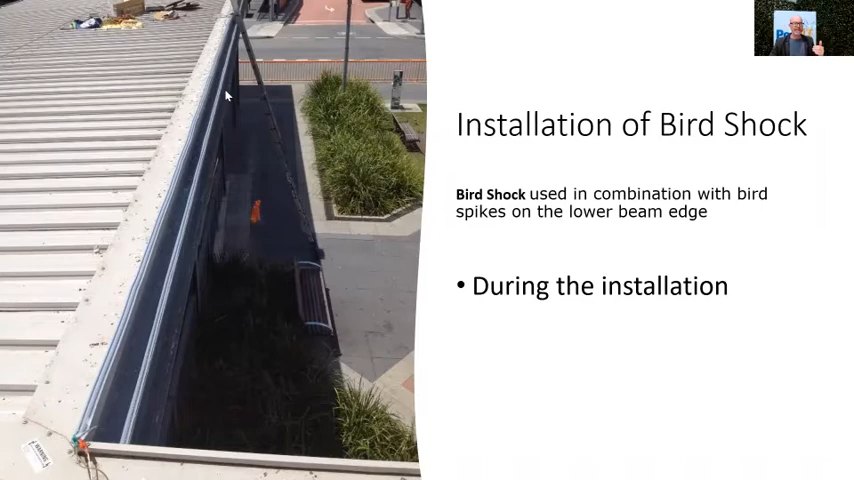 Installation of Bird Shock
Bird Shock used in combination with bird
spikes on the lower beam edge
• During the installation
WARNING